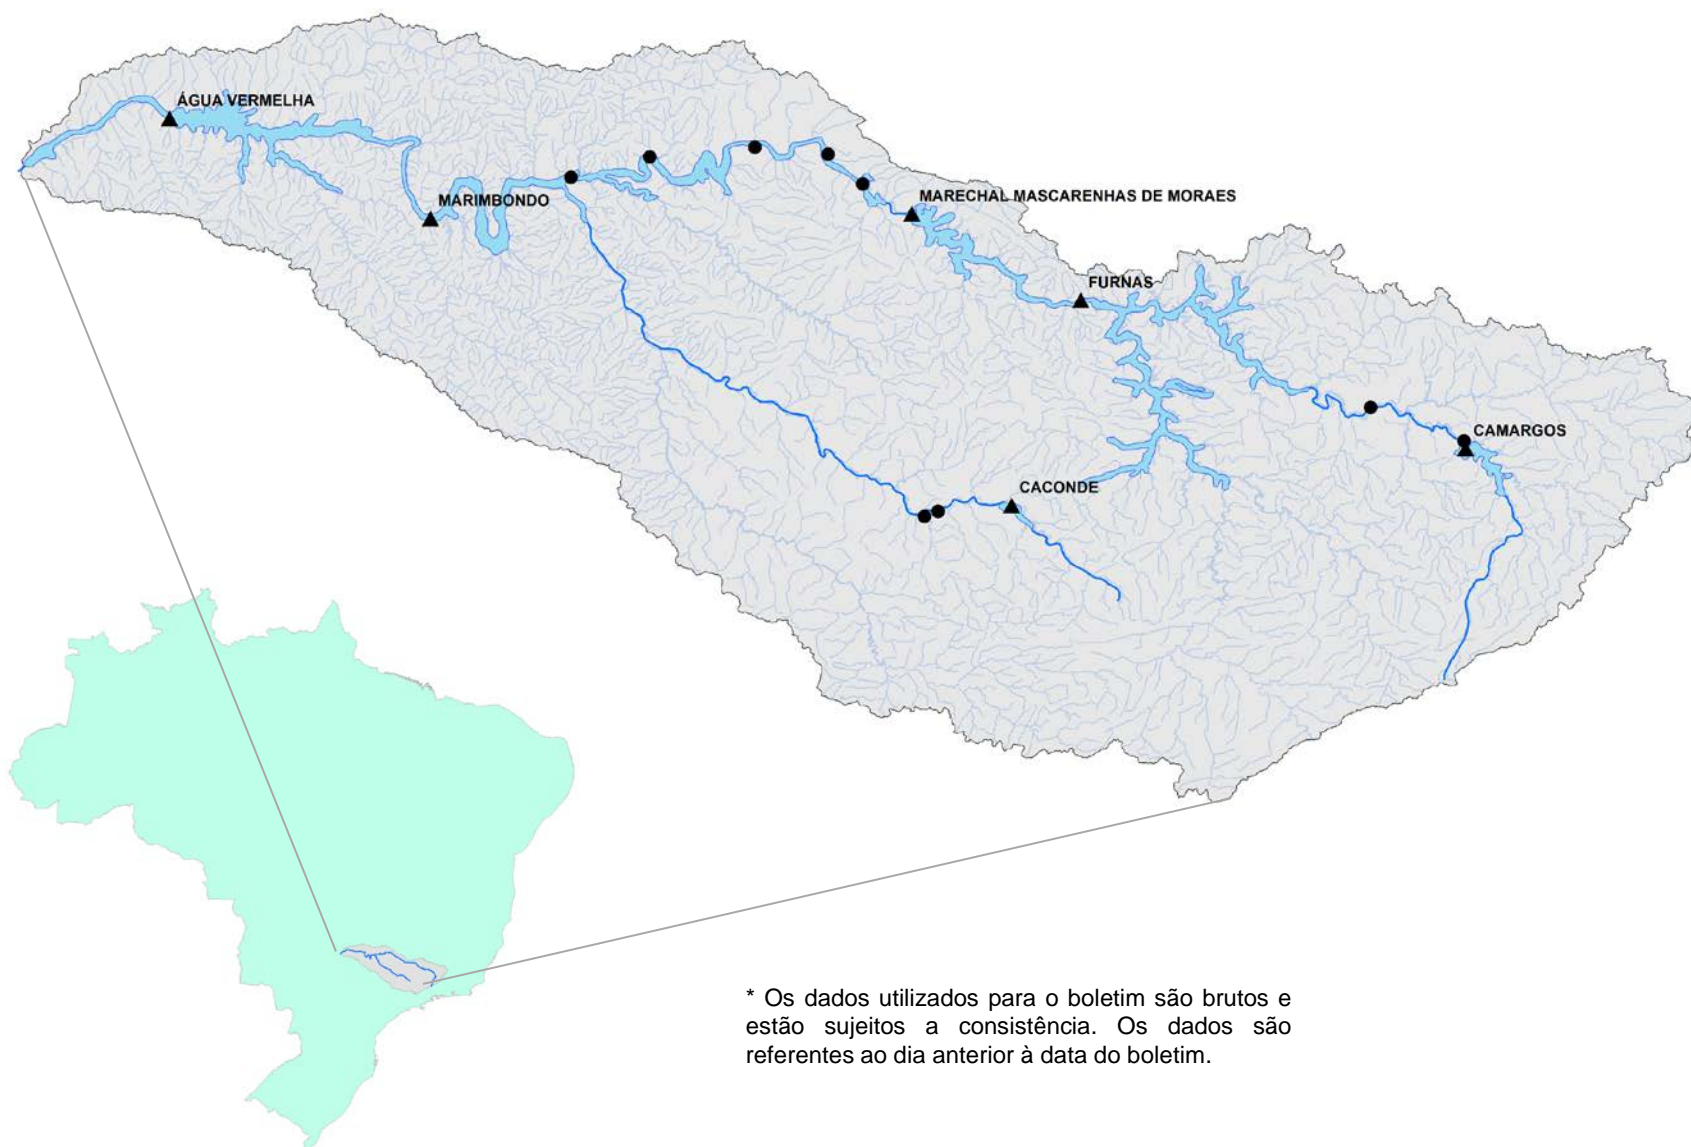 ÁGUA VERMELHA
MARIMBONDO
MARECHAL MASCARENHAS DE MORAES
FURNAS
CAMARGOS
CACONDE
* Os dados utilizados para o boletim são brutos e
estão sujeitos a consistência. Os dados são
referentes ao dia anterior à data do boletim.